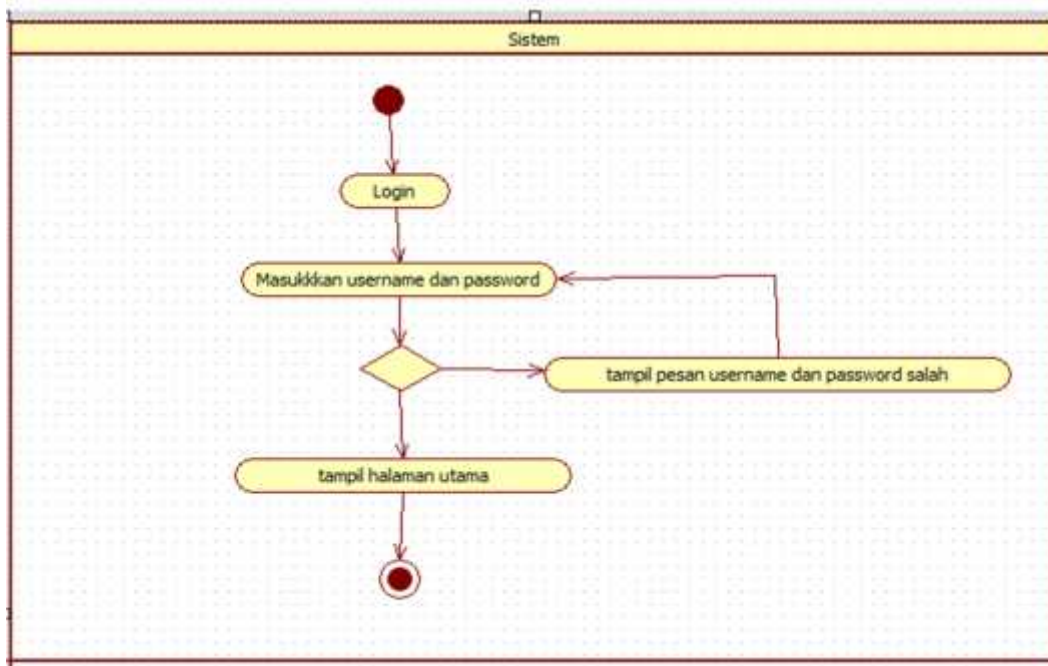 Sistem
Login
Masukkkan username dan password
tampil pesan username dan password salah
tampil halaman utama